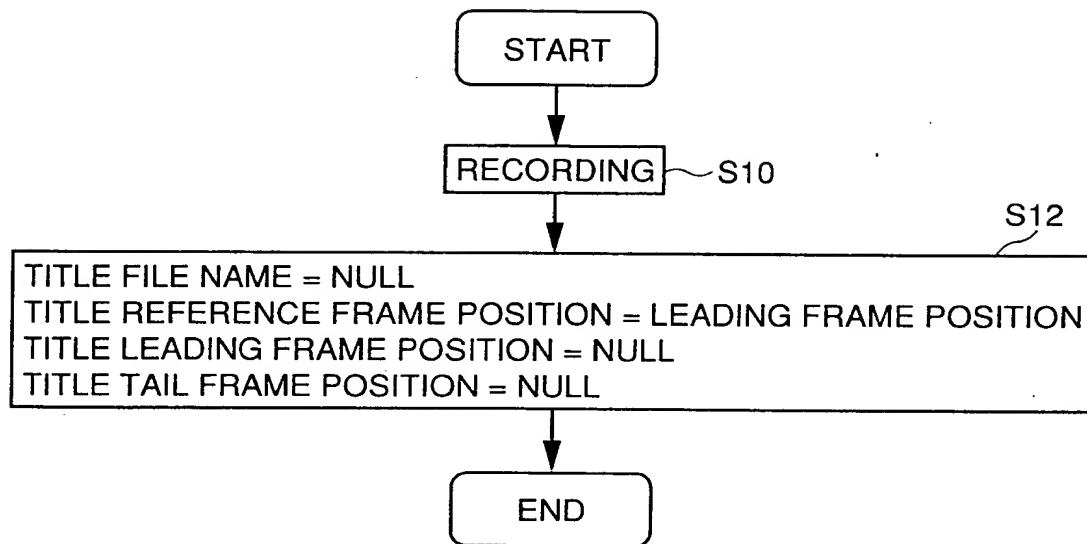 START
RECORDING
S10
S12
TITLE FILE NAME = NULL
TITLE REFERENCE FRAME POSITION = LEADING FRAME POSITION
TITLE LEADING FRAME POSITION = NULL
TITLE TAIL FRAME POSITION = NULL
END